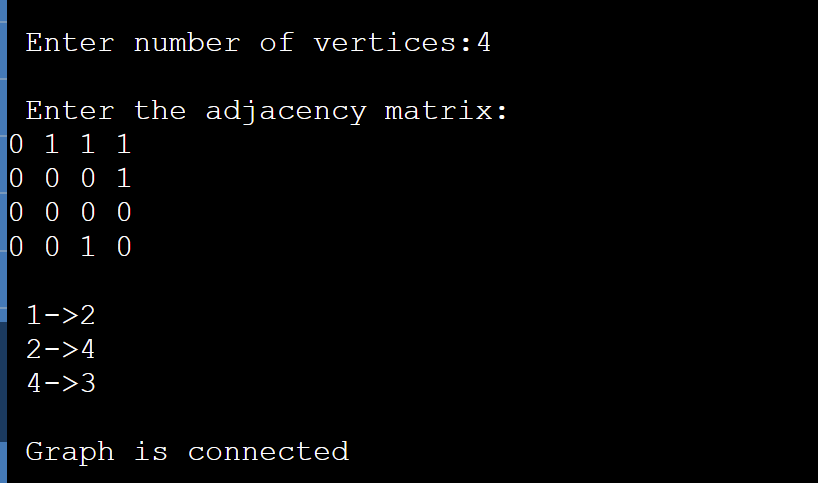 Enter number of vertices:4
Enter the adjacency matrix:
0 1 1 1
0 0 0 1
0 0 0 0
0 0 1 0
1->2
2->4
4->3
Graph is connected